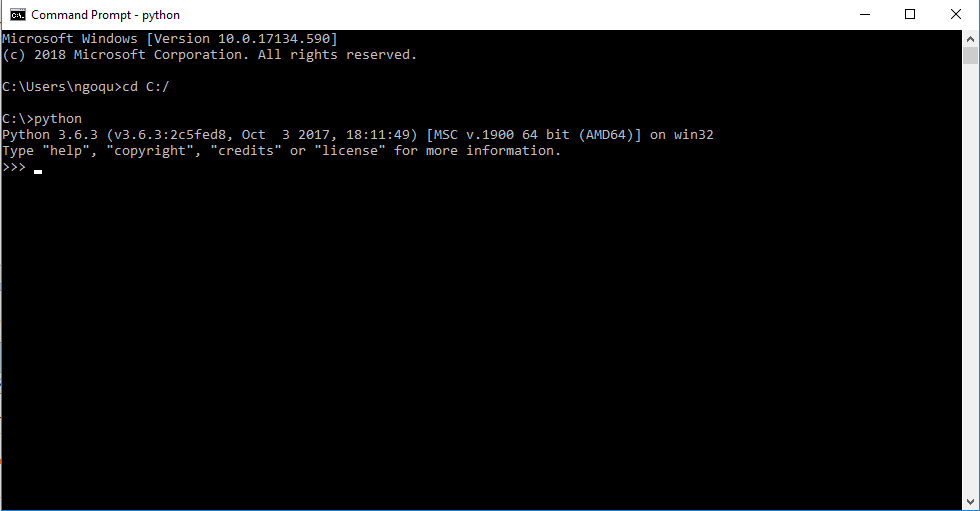 Command Prompt - python
Microsoft Windows [Version 10.0.17134.590]
(c) 2018 Microsoft Corporation. All rights reserved.
C:\Users\ngoqu>cd C:/
C:\>python
Python 3.6.3 (v3.6.3:2c5fed8, Oct  3 2017, 18:11:49) [MSC v.1900 64 bit (AMD64)] on win32
Type "help", "copyright", "credits" or "license" for more information.
>>>